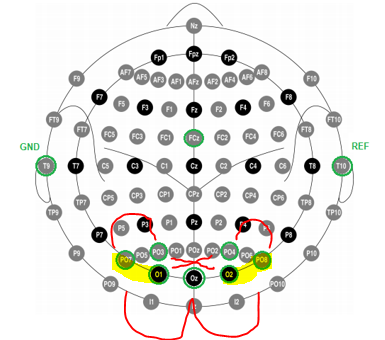 Nz
Fp1 Fpz Fp2
AF7 AF5 AF3 AF1 AFz AF2 AF4 AF6 AF8
F9 F7 F5 F3 F1 Fz F2 F4 F6 F8 F10
FT9 FT7 FC5 FC3 FC1 FCz FC2 FC4 FC6 FT8 FT10
GND REF
T9 T7 C5 C3 C1 Cz C2 C4 C6 T8 T10
TP9 TP7 CP5 CP3 CP1 CPz CP2 CP4 CP6 TP8 TP10
P9 P7 P5 P3 P1 Pz P2 P4 P8 P10
PO9 PO7 PO5 PO3 PO1 POz PO2 PO4 PO6 PO8 PO10
O1 Oz O2
I1 I2